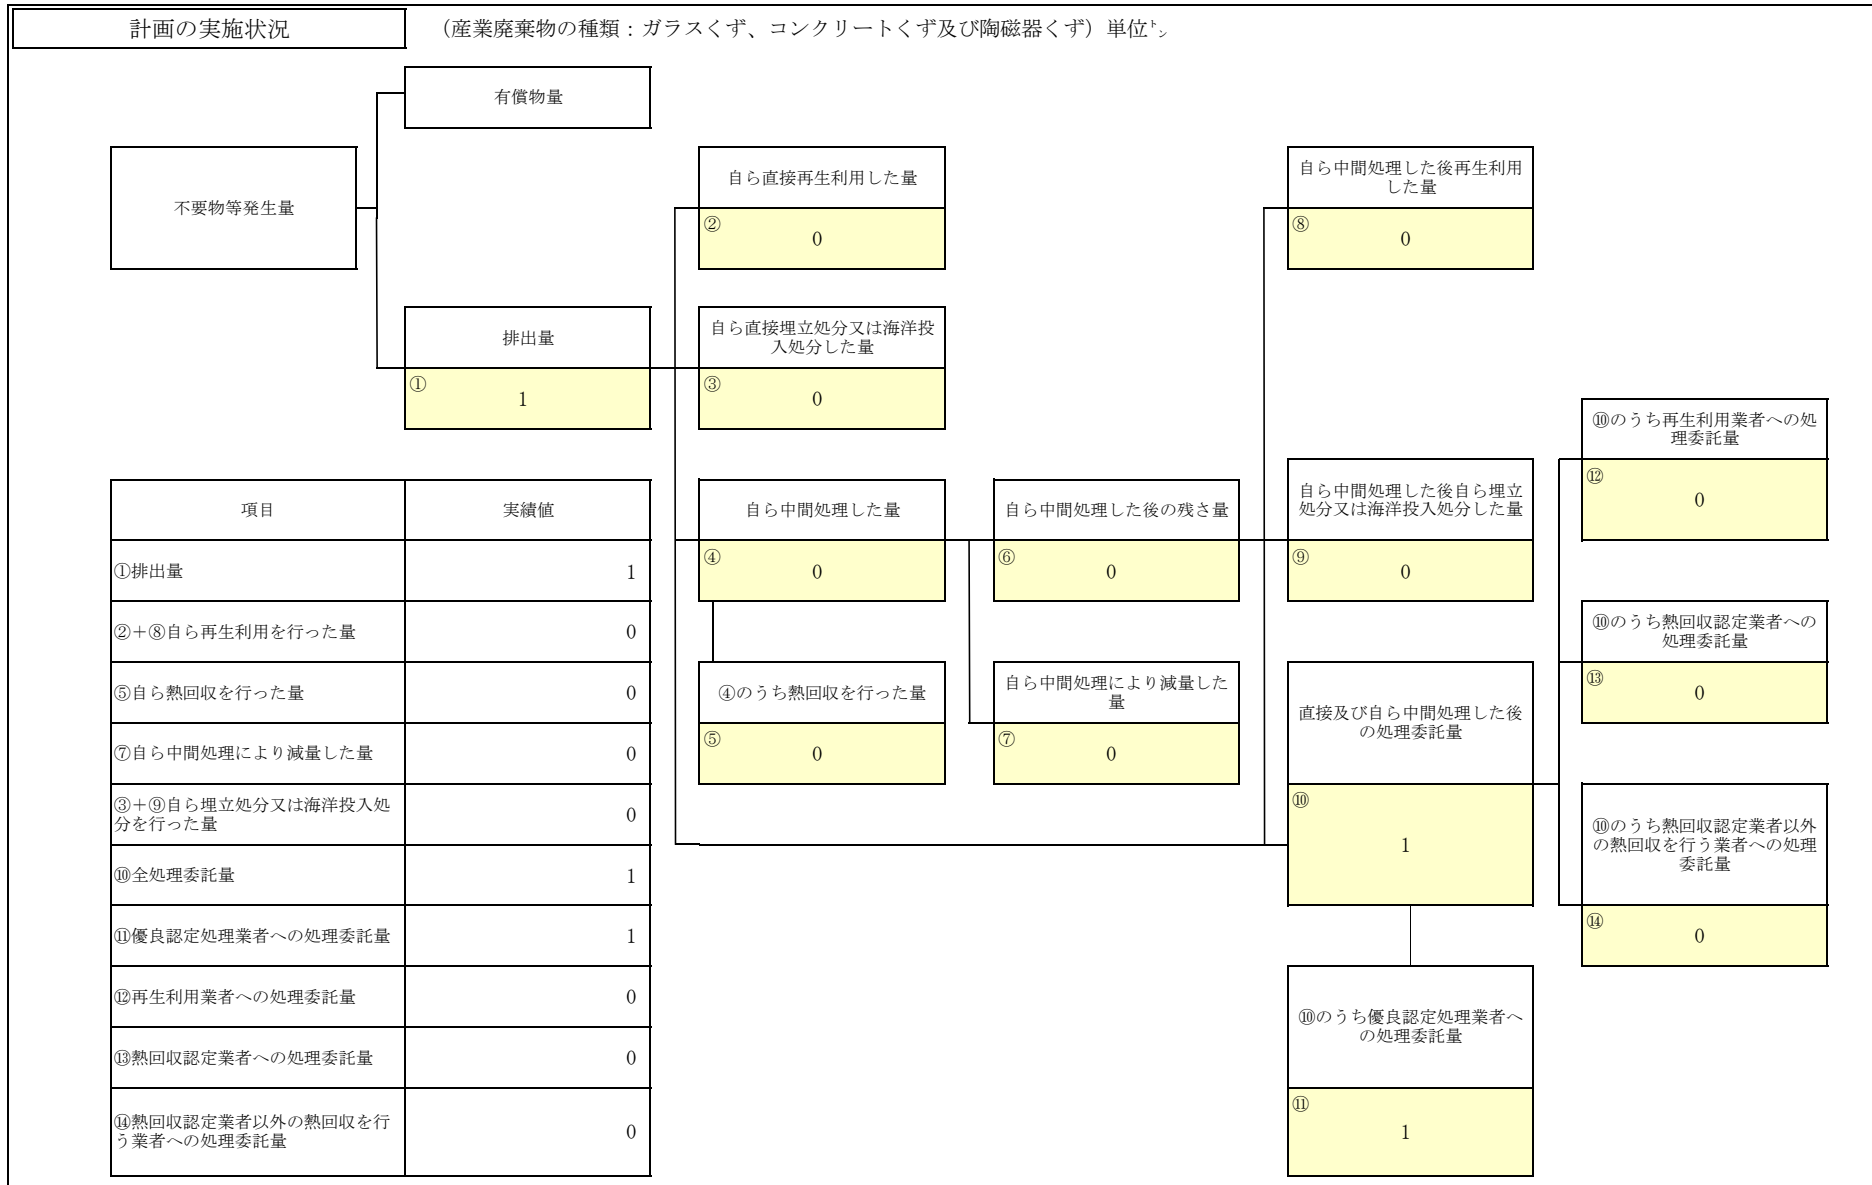 計画の実施状況
（産業廃棄物の種類：ガラスくず、コンクリートくず及び陶磁器くず）単位㌧
有償物量
不要物等発生量
自ら直接再生利用した量
②
0
自ら中間処理した後再生利用
した量
⑧
0
排出量
①
1
自ら直接埋立処分又は海洋投
入処分した量
③
0
⑩のうち再生利用業者への処
理委託量
⑫
0
項目
実績値
①排出量
1
②＋⑧自ら再生利用を行った量
0
⑤自ら熱回収を行った量
0
⑦自ら中間処理により減量した量
0
③＋⑨自ら埋立処分又は海洋投入処
分を行った量
0
⑩全処理委託量
1
⑪優良認定処理業者への処理委託量
1
⑫再生利用業者への処理委託量
0
⑬熱回収認定業者への処理委託量
0
⑭熱回収認定業者以外の熱回収を行
う業者への処理委託量
0
自ら中間処理した量
④
0
自ら中間処理した後の残さ量
⑥
0
自ら中間処理した後自ら埋立
処分又は海洋投入処分した量
⑨
0
⑩のうち熱回収認定業者への
処理委託量
⑬
0
④のうち熱回収を行った量
⑤
0
自ら中間処理により減量した
量
⑦
0
直接及び自ら中間処理した後
の処理委託量
⑩
1
⑩のうち熱回収認定業者以外
の熱回収を行う業者への処理
委託量
⑭
0
⑩のうち優良認定処理業者へ
の処理委託量
⑪
1